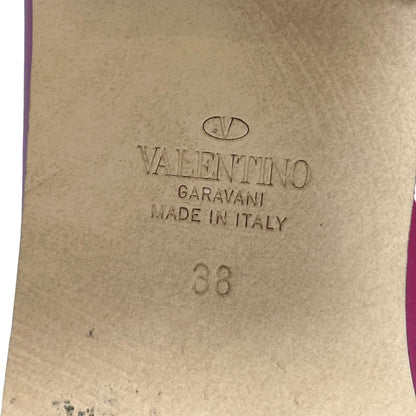 V
VALENTINO
GARAVANI
MADE IN ITALY
38